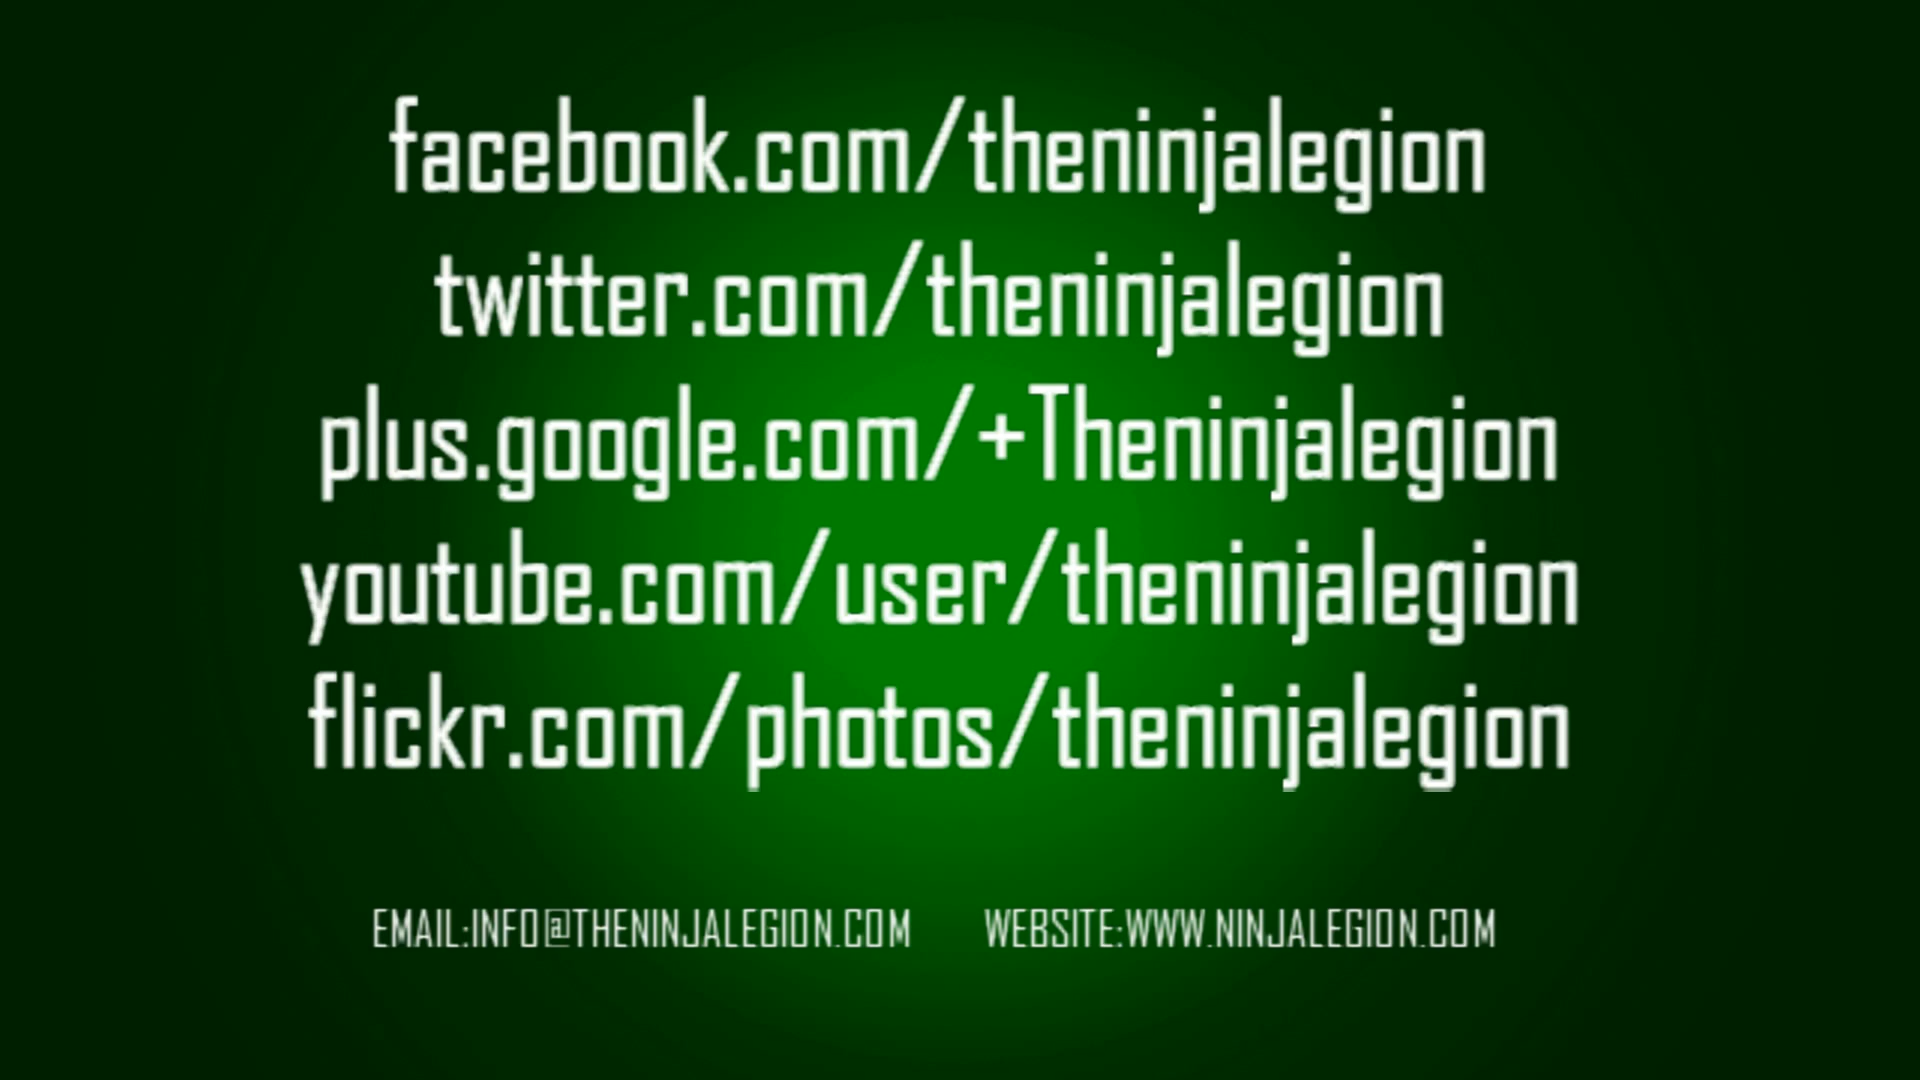 facebook.com/theninjalegion
twitter.com/theninjalegion
plus.google.com/+Theninjalegion
youtube.com/user/theninjalegion
flickr.com/photos/theninjalegion
EMAIL:INFO@THENINJALEGION.COM WEBSITE:WWW.NINJALEGION.COM